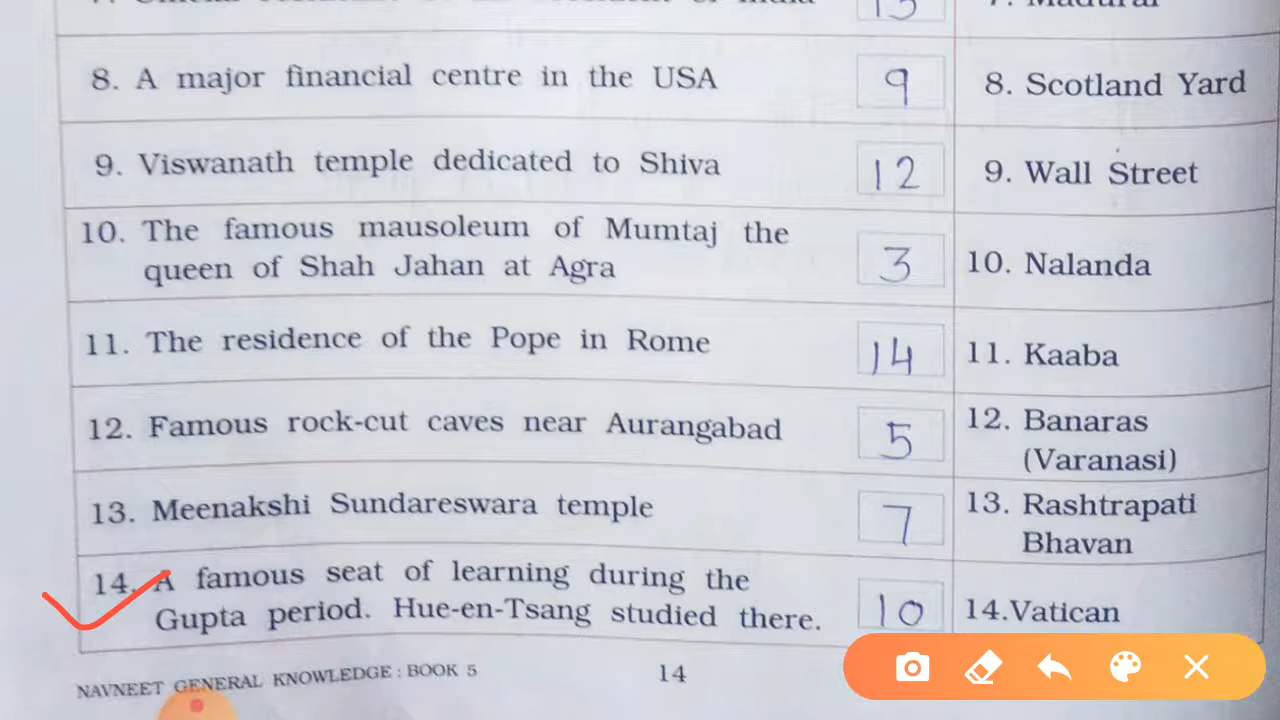 13
8. A major financial centre in the USA 9 8. Scotland Yard
9. Viswanath temple dedicated to Shiva 12 9. Wall Street
10. The famous mausoleum of Mumtaj the
queen of Shah Jahan at Agra 3 10. Nalanda
11. The residence of the Pope in Rome 14 11. Kaaba
12. Famous rock-cut caves near Aurangabad 5 12. Banaras
(Varanasi)
13. Meenakshi Sundareswara temple 7 13. Rashtrapati
Bhavan
14. A famous seat of learning during the
Gupta period. Hue-en-Tsang studied there. 10 14.Vatican
NAVNEET GENERAL KNOWLEDGE : BOOK 5 14